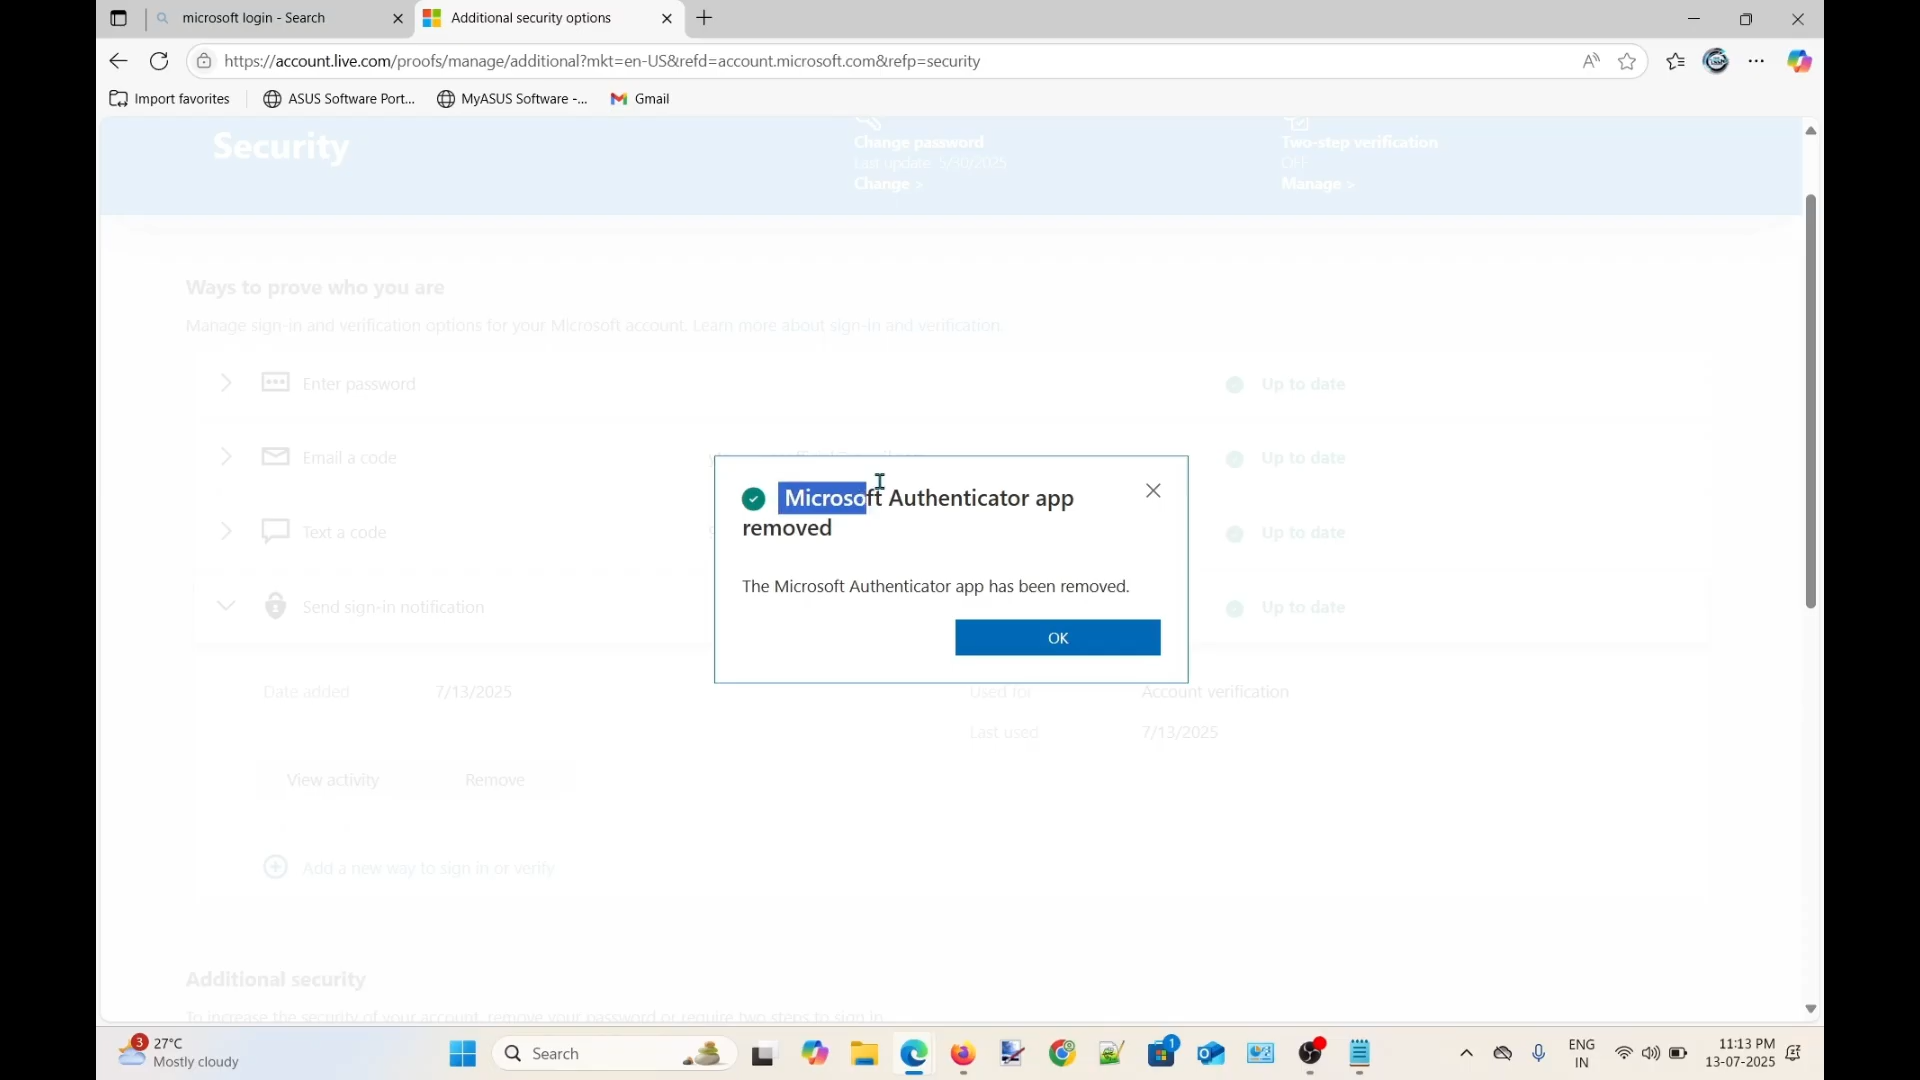 microsoft login - Search
Additional security options
https://account.live.com/proofs/manage/additional?mkt=en-US&refd=account.microsoft.com&refp=security
Import favorites
ASUS Software Port...
MyASUS Software -...
Gmail
Security
Change password
Last update: 5/30/2025
Change >
Two-step verification
OFF
Manage >
Ways to prove who you are
Manage sign-in and verification options for your Microsoft account. Learn more about sign-in and verification.
Enter password
Up to date
Email a code
Up to date
Text a code
Up to date
Send sign-in notification
Up to date
Microsoft Authenticator app
removed
The Microsoft Authenticator app has been removed.
OK
Date added
7/13/2025
Used for
Account verification
Last used
7/13/2025
View activity
Remove
Add a new way to sign in or verify
Additional security
To increase the security of your account, remove your password or require two steps to sign in.
3
27°C
Mostly cloudy
Search
1
ENG
IN
11:13 PM
13-07-2025